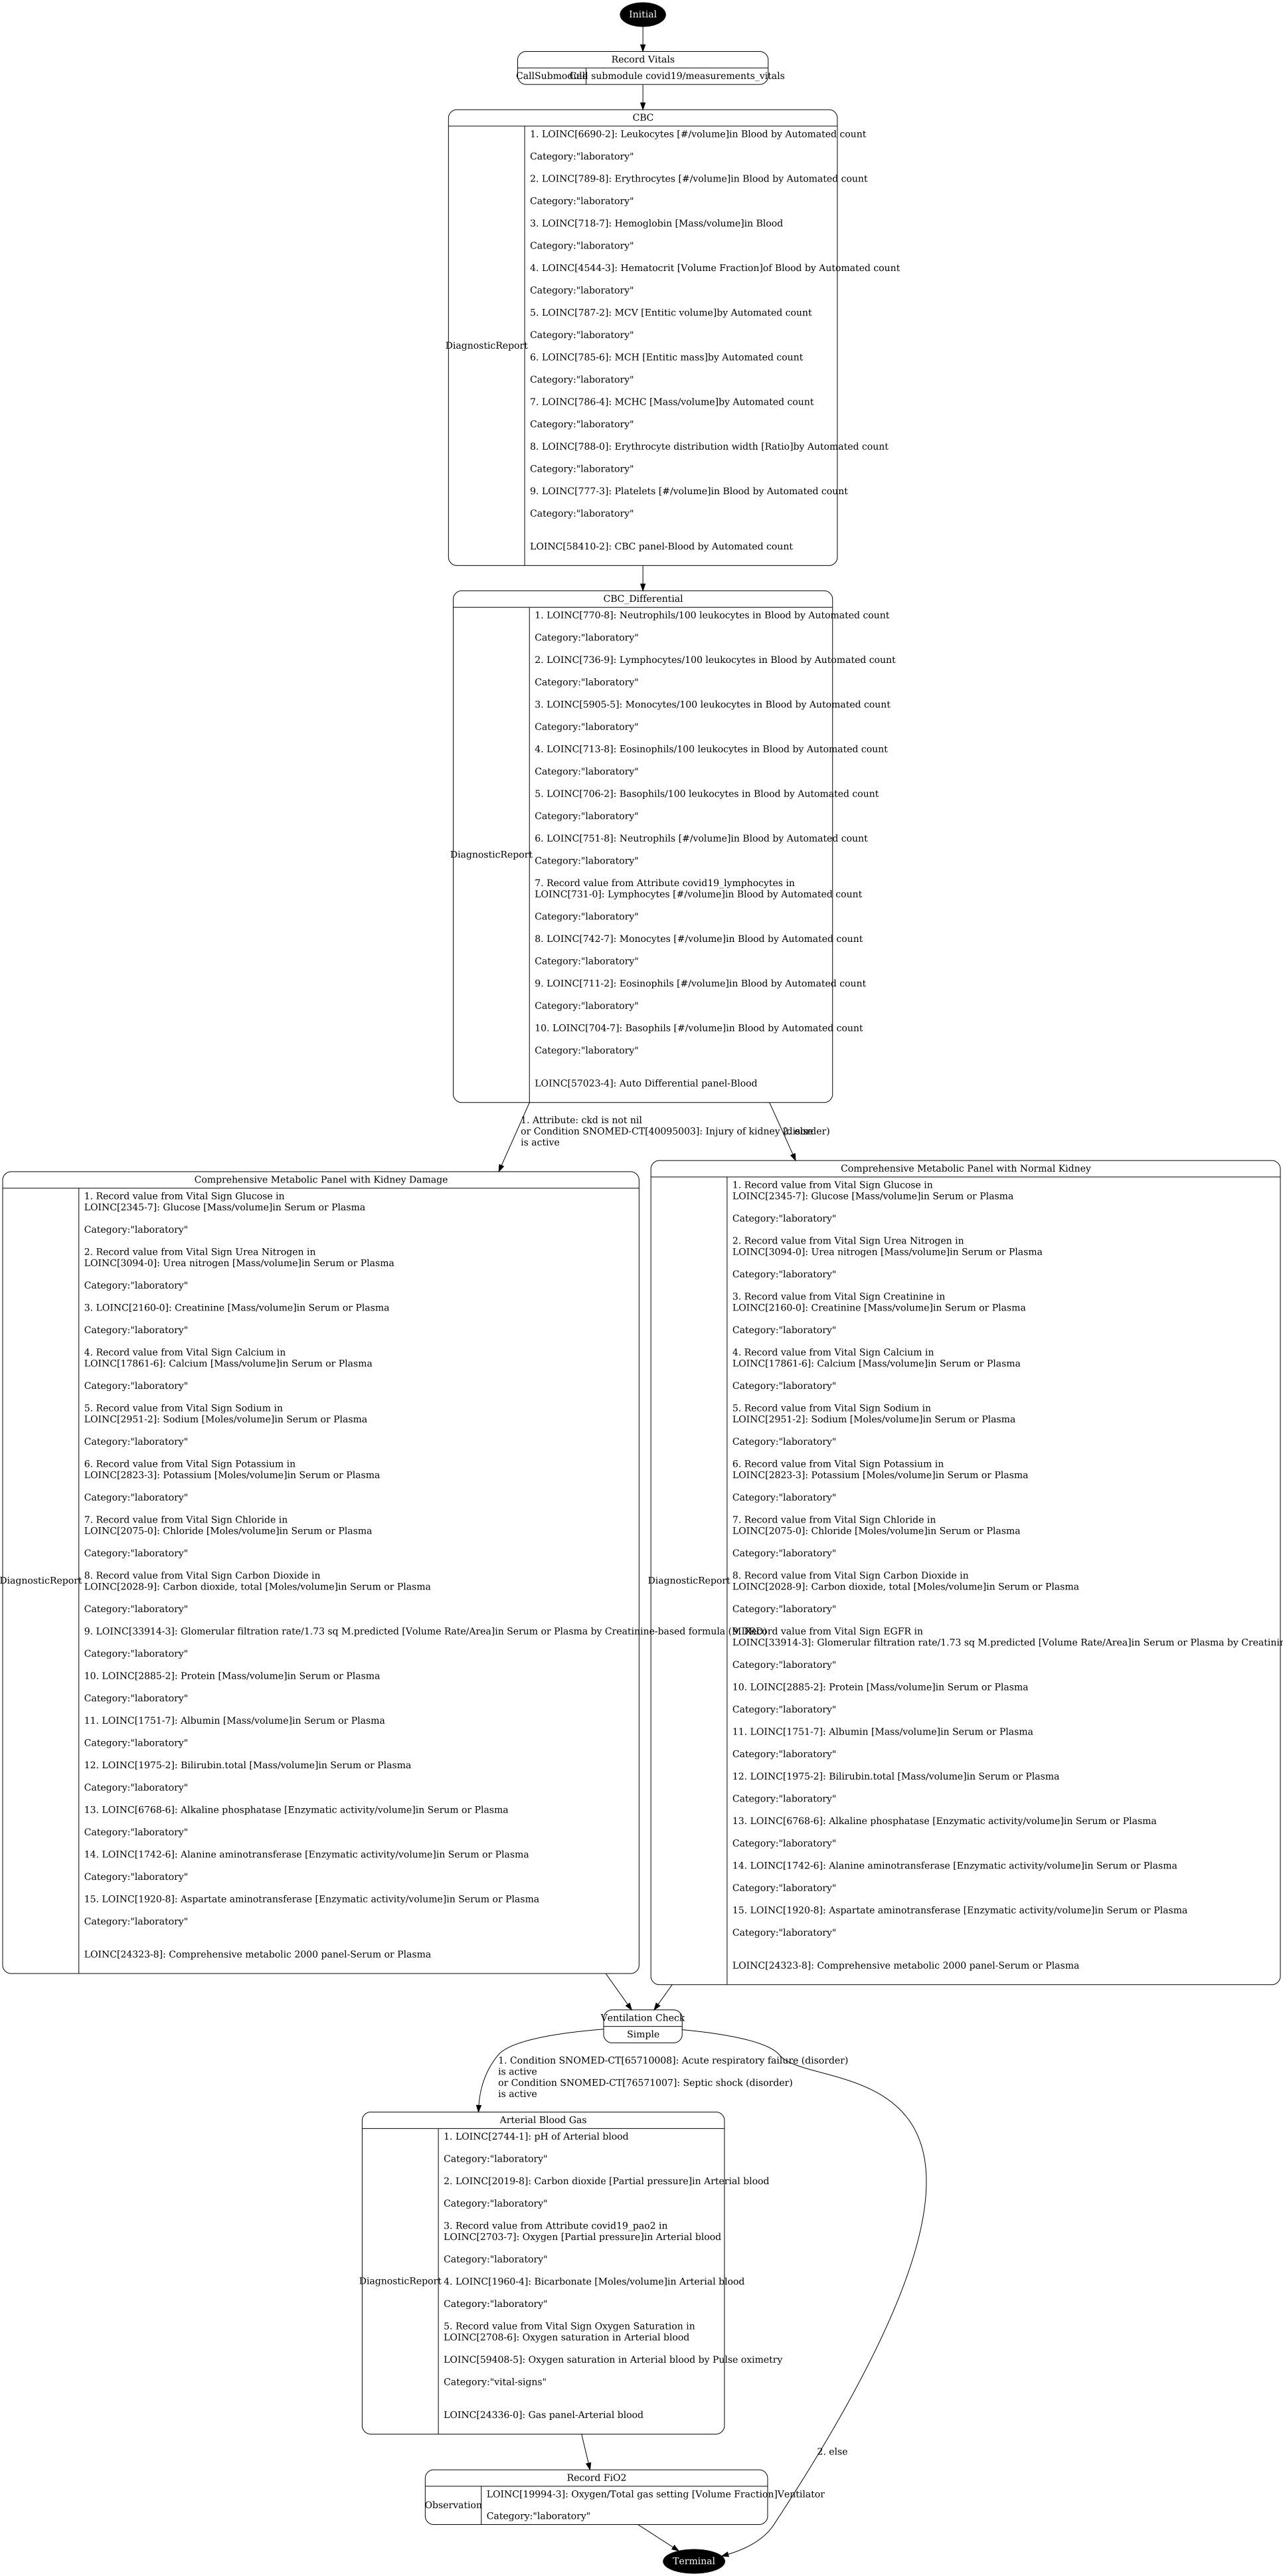 Initial
Record Vitals
CallSubmodule
Call submodule covid19/measurements_vitals
CBC
DiagnosticReport
1. LOINC[6690-2]: Leukocytes [#/volume]in Blood by Automated count
Category:"laboratory"
2. LOINC[789-8]: Erythrocytes [#/volume]in Blood by Automated count
Category:"laboratory"
3. LOINC[718-7]: Hemoglobin [Mass/volume]in Blood
Category:"laboratory"
4. LOINC[4544-3]: Hematocrit [Volume Fraction]of Blood by Automated count
Category:"laboratory"
5. LOINC[787-2]: MCV [Entitic volume]by Automated count
Category:"laboratory"
6. LOINC[785-6]: MCH [Entitic mass]by Automated count
Category:"laboratory"
7. LOINC[786-4]: MCHC [Mass/volume]by Automated count
Category:"laboratory"
8. LOINC[788-0]: Erythrocyte distribution width [Ratio]by Automated count
Category:"laboratory"
9. LOINC[777-3]: Platelets [#/volume]in Blood by Automated count
Category:"laboratory"
LOINC[58410-2]: CBC panel-Blood by Automated count
CBC_Differential
DiagnosticReport
1. LOINC[770-8]: Neutrophils/100 leukocytes in Blood by Automated count
Category:"laboratory"
2. LOINC[736-9]: Lymphocytes/100 leukocytes in Blood by Automated count
Category:"laboratory"
3. LOINC[5905-5]: Monocytes/100 leukocytes in Blood by Automated count
Category:"laboratory"
4. LOINC[713-8]: Eosinophils/100 leukocytes in Blood by Automated count
Category:"laboratory"
5. LOINC[706-2]: Basophils/100 leukocytes in Blood by Automated count
Category:"laboratory"
6. LOINC[751-8]: Neutrophils [#/volume]in Blood by Automated count
Category:"laboratory"
7. Record value from Attribute covid19_lymphocytes in
LOINC[731-0]: Lymphocytes [#/volume]in Blood by Automated count
Category:"laboratory"
8. LOINC[742-7]: Monocytes [#/volume]in Blood by Automated count
Category:"laboratory"
9. LOINC[711-2]: Eosinophils [#/volume]in Blood by Automated count
Category:"laboratory"
10. LOINC[704-7]: Basophils [#/volume]in Blood by Automated count
Category:"laboratory"
LOINC[57023-4]: Auto Differential panel-Blood
1. Attribute: ckd is not nil
or Condition SNOMED-CT[40095003]: Injury of kidney (disorder)
is active
2. else
Comprehensive Metabolic Panel with Kidney Damage
DiagnosticReport
1. Record value from Vital Sign Glucose in
LOINC[2345-7]: Glucose [Mass/volume]in Serum or Plasma
Category:"laboratory"
2. Record value from Vital Sign Urea Nitrogen in
LOINC[3094-0]: Urea nitrogen [Mass/volume]in Serum or Plasma
Category:"laboratory"
3. LOINC[2160-0]: Creatinine [Mass/volume]in Serum or Plasma
Category:"laboratory"
4. Record value from Vital Sign Calcium in
LOINC[17861-6]: Calcium [Mass/volume]in Serum or Plasma
Category:"laboratory"
5. Record value from Vital Sign Sodium in
LOINC[2951-2]: Sodium [Moles/volume]in Serum or Plasma
Category:"laboratory"
6. Record value from Vital Sign Potassium in
LOINC[2823-3]: Potassium [Moles/volume]in Serum or Plasma
Category:"laboratory"
7. Record value from Vital Sign Chloride in
LOINC[2075-0]: Chloride [Moles/volume]in Serum or Plasma
Category:"laboratory"
8. Record value from Vital Sign Carbon Dioxide in
LOINC[2028-9]: Carbon dioxide, total [Moles/volume]in Serum or Plasma
Category:"laboratory"
9. LOINC[33914-3]: Glomerular filtration rate/1.73 sq M.predicted [Volume Rate/Area]in Serum or Plasma by Creatinine-based formula (MDRD)
Category:"laboratory"
10. LOINC[2885-2]: Protein [Mass/volume]in Serum or Plasma
Category:"laboratory"
11. LOINC[1751-7]: Albumin [Mass/volume]in Serum or Plasma
Category:"laboratory"
12. LOINC[1975-2]: Bilirubin.total [Mass/volume]in Serum or Plasma
Category:"laboratory"
13. LOINC[6768-6]: Alkaline phosphatase [Enzymatic activity/volume]in Serum or Plasma
Category:"laboratory"
14. LOINC[1742-6]: Alanine aminotransferase [Enzymatic activity/volume]in Serum or Plasma
Category:"laboratory"
15. LOINC[1920-8]: Aspartate aminotransferase [Enzymatic activity/volume]in Serum or Plasma
Category:"laboratory"
LOINC[24323-8]: Comprehensive metabolic 2000 panel-Serum or Plasma
Comprehensive Metabolic Panel with Normal Kidney
DiagnosticReport
1. Record value from Vital Sign Glucose in
LOINC[2345-7]: Glucose [Mass/volume]in Serum or Plasma
Category:"laboratory"
2. Record value from Vital Sign Urea Nitrogen in
LOINC[3094-0]: Urea nitrogen [Mass/volume]in Serum or Plasma
Category:"laboratory"
3. Record value from Vital Sign Creatinine in
LOINC[2160-0]: Creatinine [Mass/volume]in Serum or Plasma
Category:"laboratory"
4. Record value from Vital Sign Calcium in
LOINC[17861-6]: Calcium [Mass/volume]in Serum or Plasma
Category:"laboratory"
5. Record value from Vital Sign Sodium in
LOINC[2951-2]: Sodium [Moles/volume]in Serum or Plasma
Category:"laboratory"
6. Record value from Vital Sign Potassium in
LOINC[2823-3]: Potassium [Moles/volume]in Serum or Plasma
Category:"laboratory"
7. Record value from Vital Sign Chloride in
LOINC[2075-0]: Chloride [Moles/volume]in Serum or Plasma
Category:"laboratory"
8. Record value from Vital Sign Carbon Dioxide in
LOINC[2028-9]: Carbon dioxide, total [Moles/volume]in Serum or Plasma
Category:"laboratory"
9. Record value from Vital Sign EGFR in
LOINC[33914-3]: Glomerular filtration rate/1.73 sq M.predicted [Volume Rate/Area]in Serum or Plasma by
Category:"laboratory"
10. LOINC[2885-2]: Protein [Mass/volume]in Serum or Plasma
Category:"laboratory"
11. LOINC[1751-7]: Albumin [Mass/volume]in Serum or Plasma
Category:"laboratory"
12. LOINC[1975-2]: Bilirubin.total [Mass/volume]in Serum or Plasma
Category:"laboratory"
13. LOINC[6768-6]: Alkaline phosphatase [Enzymatic activity/volume]in Serum or Plasma
Category:"laboratory"
14. LOINC[1742-6]: Alanine aminotransferase [Enzymatic activity/volume]in Serum or Plasma
Category:"laboratory"
15. LOINC[1920-8]: Aspartate aminotransferase [Enzymatic activity/volume]in Serum or Plasma
Category:"laboratory"
LOINC[24323-8]: Comprehensive metabolic 2000 panel-Serum or Plasma
Ventilation Check
Simple
1. Condition SNOMED-CT[65710008]: Acute respiratory failure (disorder)
is active
or Condition SNOMED-CT[76571007]: Septic shock (disorder)
is active
Arterial Blood Gas
DiagnosticReport
1. LOINC[2744-1]: pH of Arterial blood
Category:"laboratory"
2. LOINC[2019-8]: Carbon dioxide [Partial pressure]in Arterial blood
Category:"laboratory"
3. Record value from Attribute covid19_pao2 in
LOINC[2703-7]: Oxygen [Partial pressure]in Arterial blood
Category:"laboratory"
4. LOINC[1960-4]: Bicarbonate [Moles/volume]in Arterial blood
Category:"laboratory"
5. Record value from Vital Sign Oxygen Saturation in
LOINC[2708-6]: Oxygen saturation in Arterial blood
LOINC[59408-5]: Oxygen saturation in Arterial blood by Pulse oximetry
Category:"vital-signs"
LOINC[24336-0]: Gas panel-Arterial blood
2. else
Record FiO2
Observation
LOINC[19994-3]: Oxygen/Total gas setting [Volume Fraction]Ventilator
Category:"laboratory"
Terminal